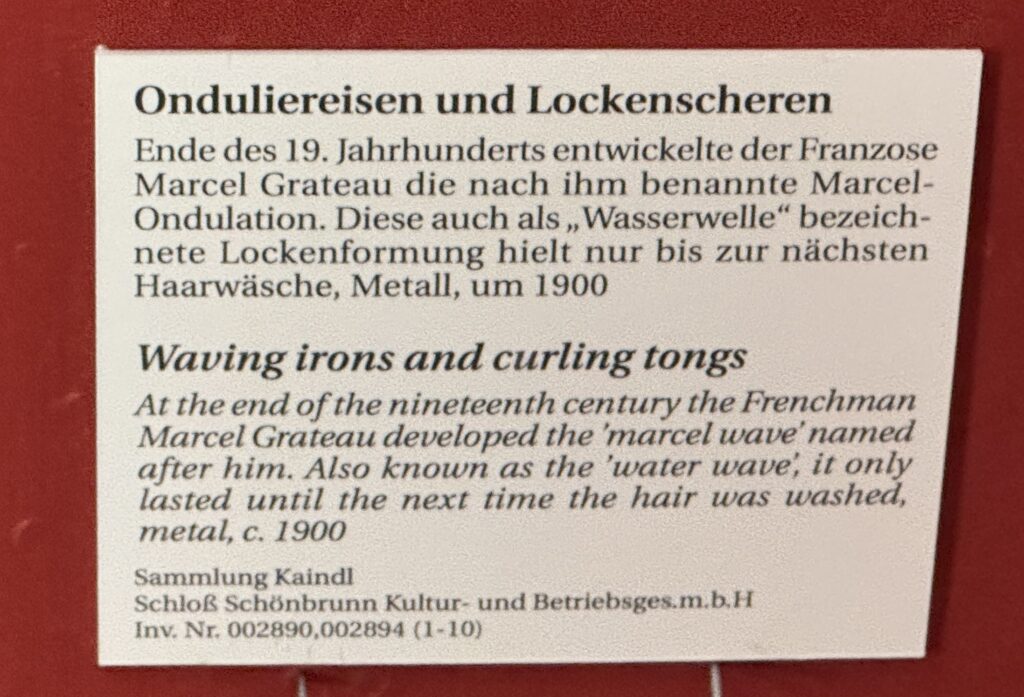 Onduliereisen und Lockenscheren
Ende des 19. Jahrhunderts entwickelte der Franzose
Marcel Grateau die nach ihm benannte Marcel-
Ondulation. Diese auch als „Wasserwelle“ bezeich-
nete Lockenformung hielt nur bis zur nächsten
Haarwäsche, Metall, um 1900
Waving irons and curling tongs
At the end of the nineteenth century the Frenchman
Marcel Grateau developed the 'marcel wave' named
after him. Also known as the 'water wave', it only
lasted until the next time the hair was washed,
metal, c. 1900
Sammlung Kaindl
Schloß Schönbrunn Kultur- und Betriebsges.m.b.H
Inv. Nr. 002890,002894 (1-10)